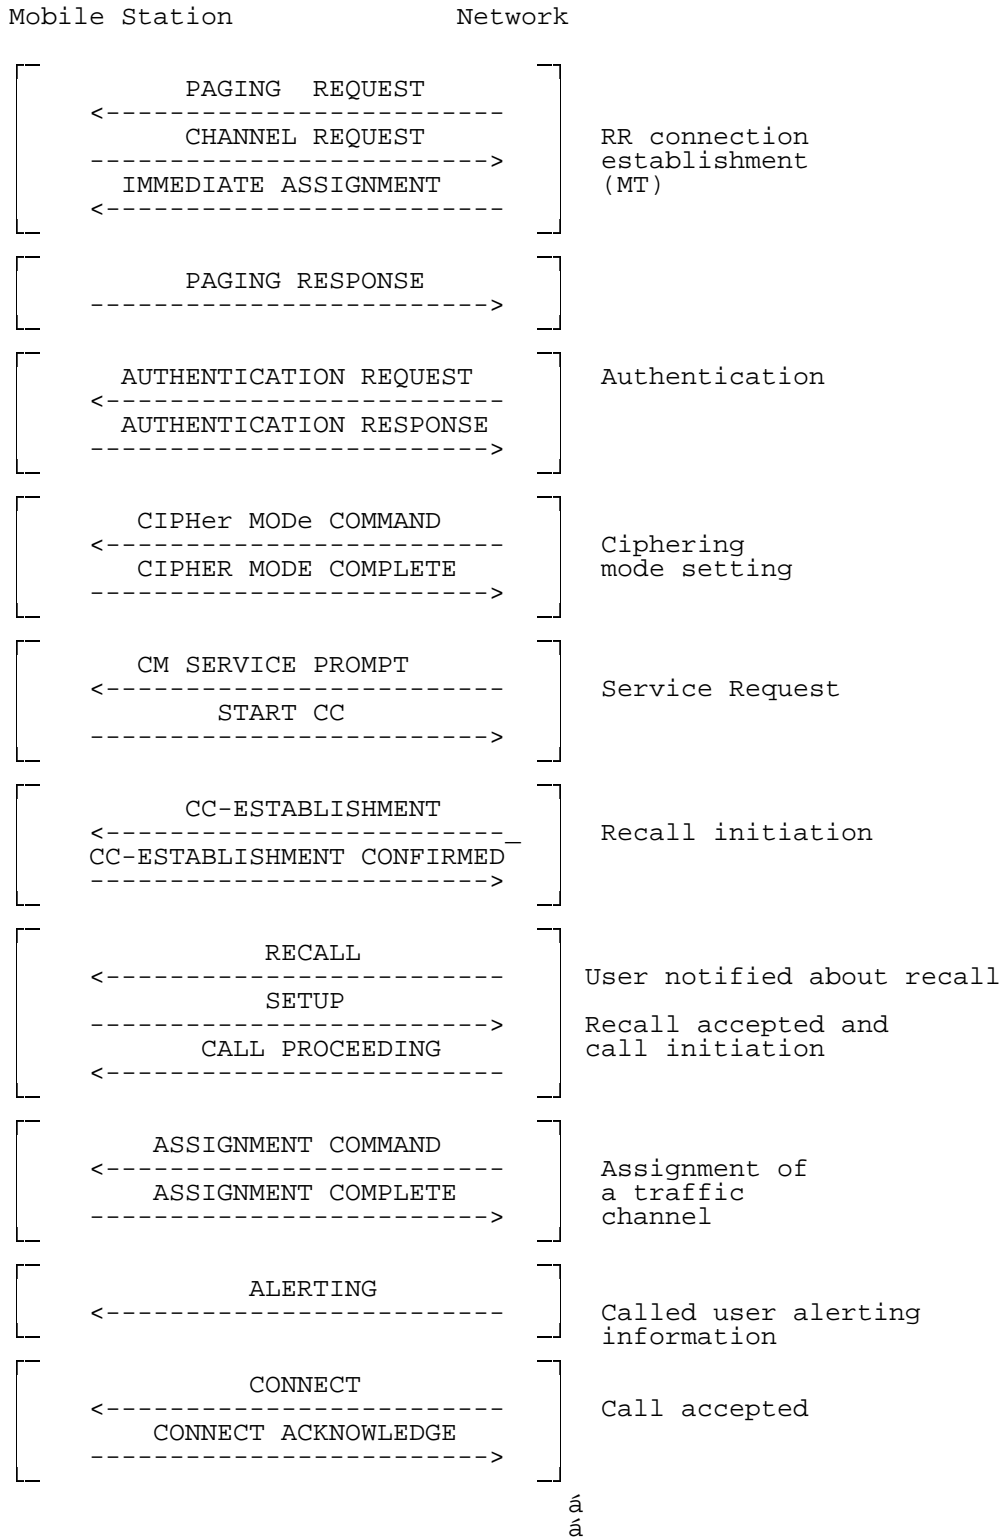 Mobile Station Network
PAGING REQUEST
<-------------------------
CHANNEL REQUEST RR connection
-------------------------> establishment
IMMEDIATE ASSIGNMENT (MT)
<-------------------------
PAGING RESPONSE
------------------------->
AUTHENTICATION REQUEST Authentication
<-------------------------
AUTHENTICATION RESPONSE
------------------------->
CIPHer MODe COMMAND
<------------------------- Ciphering
CIPHER MODE COMPLETE mode setting
------------------------->
CM SERVICE PROMPT
<------------------------- Service Request
START CC
------------------------->
CC-ESTABLISHMENT
<-------------------------_ Recall initiation
CC-ESTABLISHMENT CONFIRMED
------------------------->
RECALL
<------------------------- User notified about recall
SETUP
-------------------------> Recall accepted and
CALL PROCEEDING call initiation
<-------------------------
ASSIGNMENT COMMAND
<------------------------- Assignment of
ASSIGNMENT COMPLETE a traffic
-------------------------> channel
ALERTING
<------------------------- Called user alerting
information
CONNECT
<------------------------- Call accepted
CONNECT ACKNOWLEDGE
------------------------->
á
á